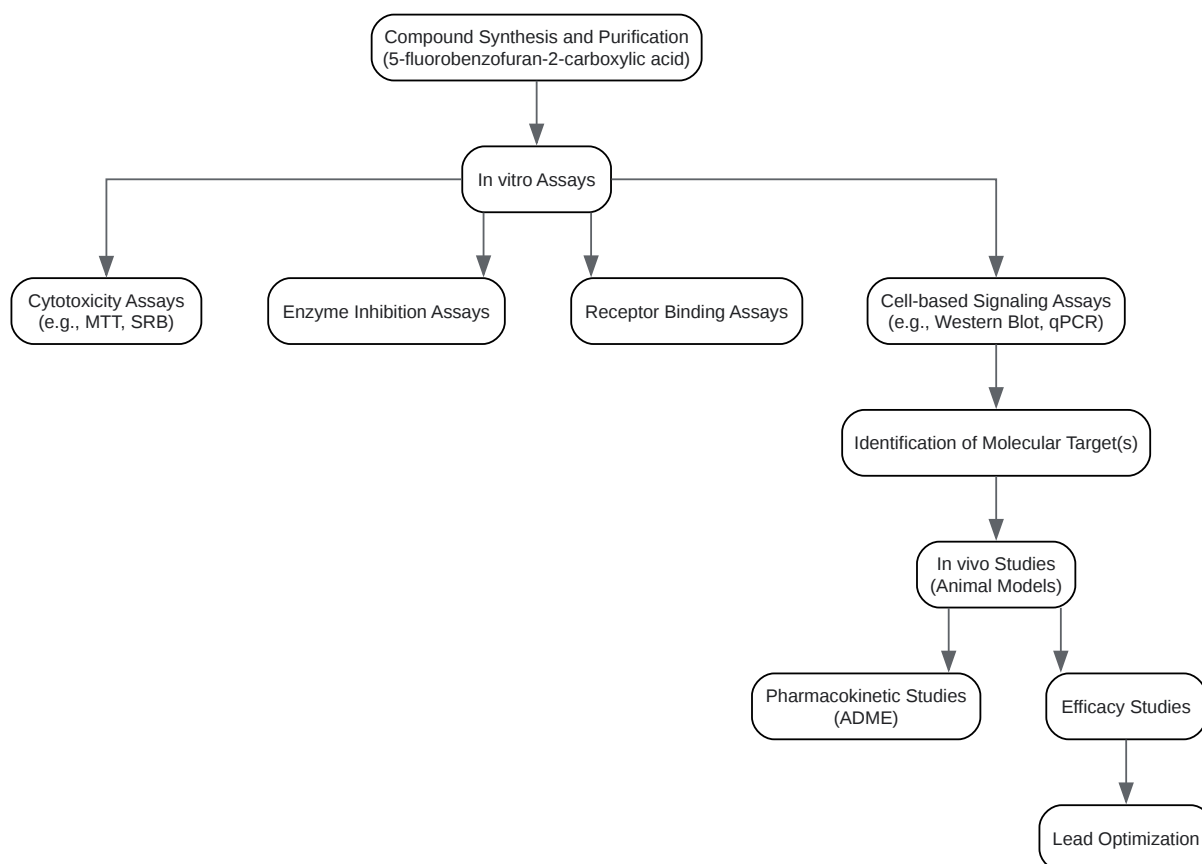 Compound Synthesis and Purification
(5-fluorobenzofuran-2-carboxylic acid)
In vitro Assays
Cytotoxicity Assays
(e.g., MTT, SRB)
Enzyme Inhibition Assays
Receptor Binding Assays
Cell-based Signaling Assays
(e.g., Western Blot, qPCR)
Identification of Molecular Target(s)
In vivo Studies
(Animal Models)
Pharmacokinetic Studies
(ADME)
Efficacy Studies
Lead Optimization